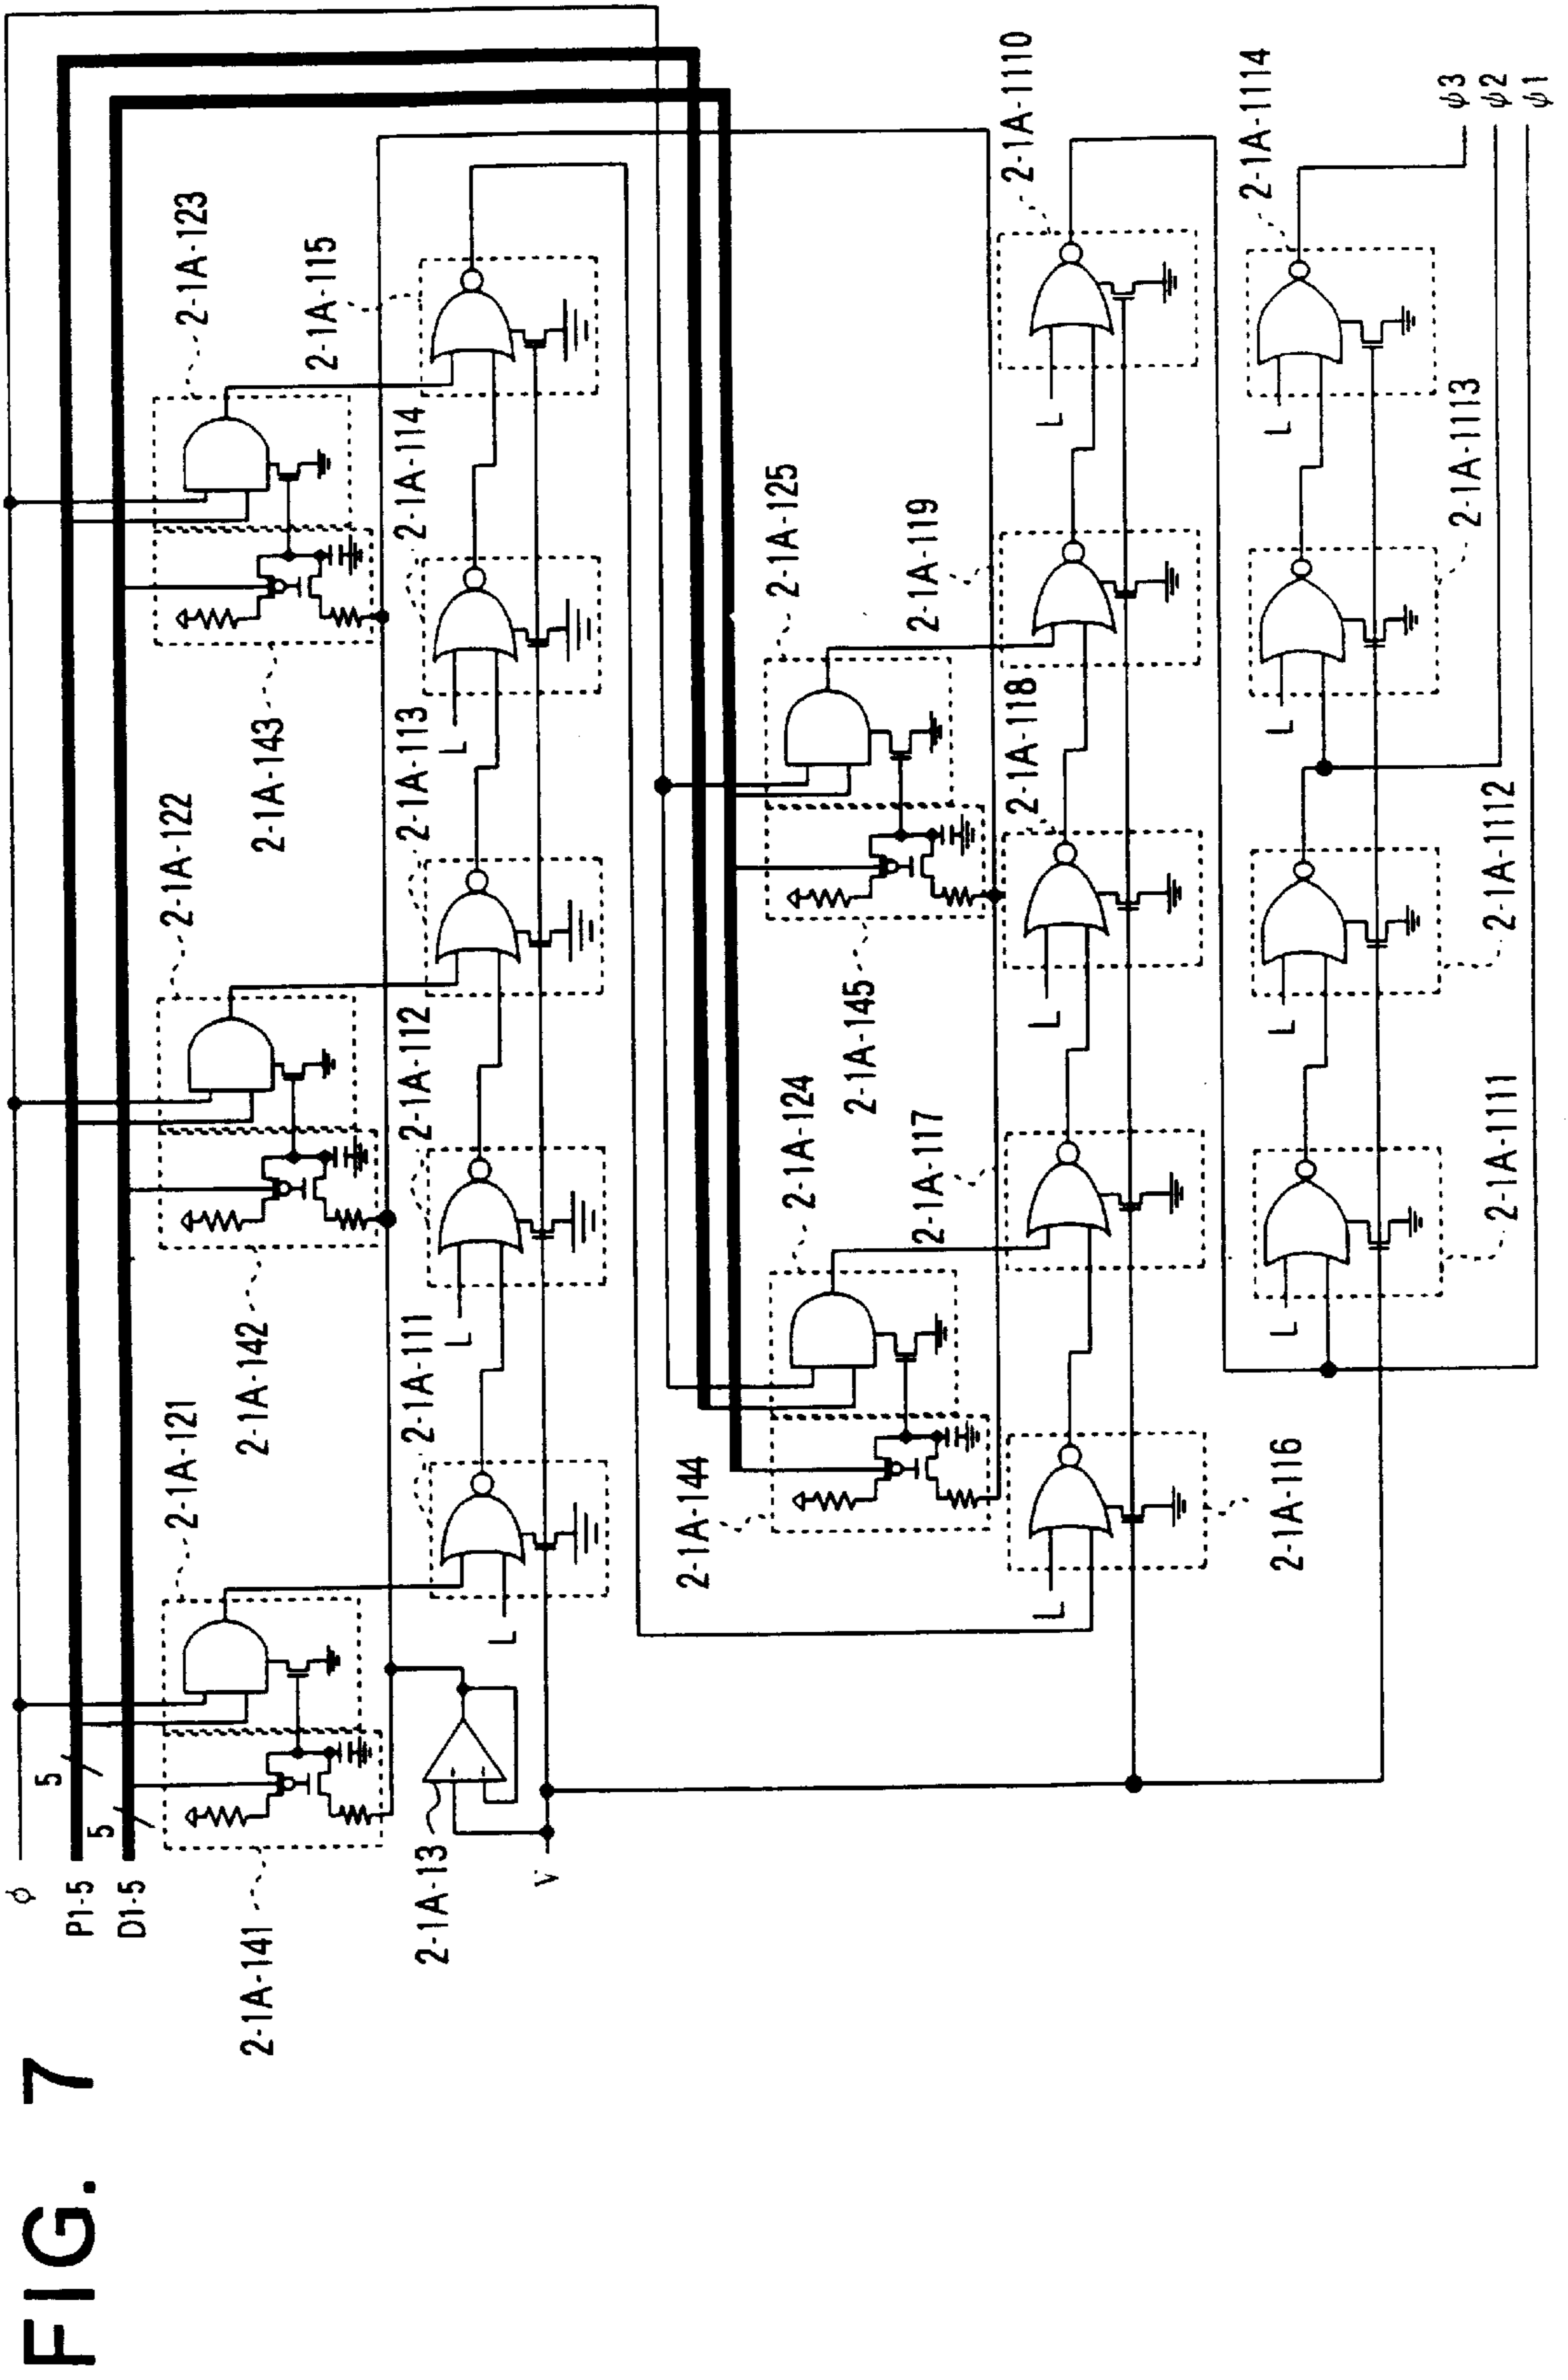 FIG. 7
ϕ
P1-5
D1-5
5
5
2-1A-141
2-1A-121
2-1A-142
2-1A-122
2-1A-143
2-1A-123
2-1A-13
V
2-1A-111
L
2-1A-112
L
2-1A-113
2-1A-114
L
2-1A-115
2-1A-144
2-1A-124
2-1A-145
2-1A-125
2-1A-116
L
2-1A-117
2-1A-118
L
2-1A-119
2-1A-1110
L
2-1A-1111
L
2-1A-1112
L
2-1A-1113
L
2-1A-1114
L
ψ3
ψ2
ψ1